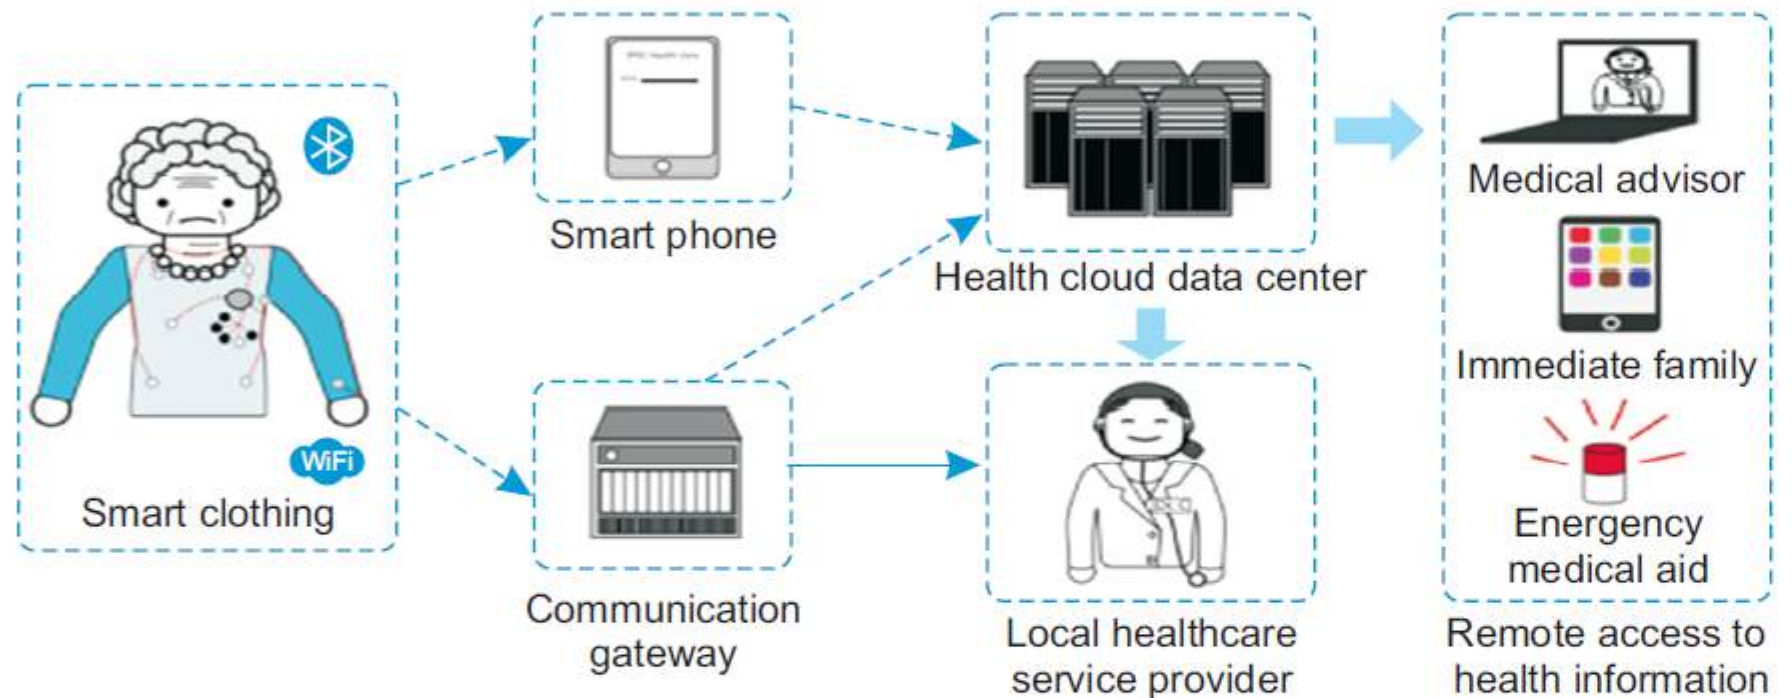 WiFi
Smart clothing
Smart phone
Communication
gateway
Health cloud data center
Local healthcare
service provider
Medical advisor
Immediate family
Energency
medical aid
Remote access to
health information